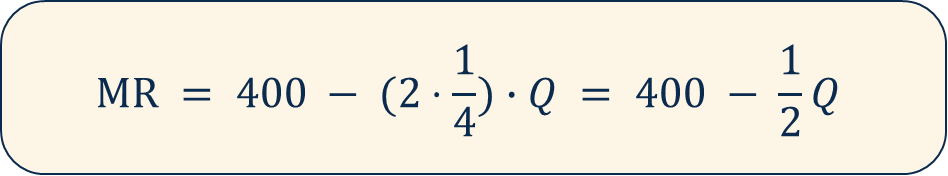 MR = 400 − (2 · 1/4) · Q = 400 − 1/2 Q